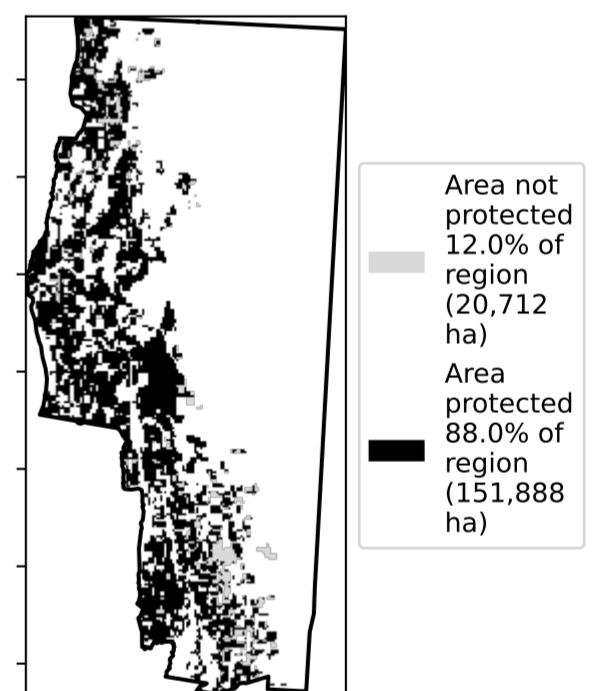 Area not
protected
12.0% of
region
(20,712
ha)
Area
protected
88.0% of
region
(151,888
ha)